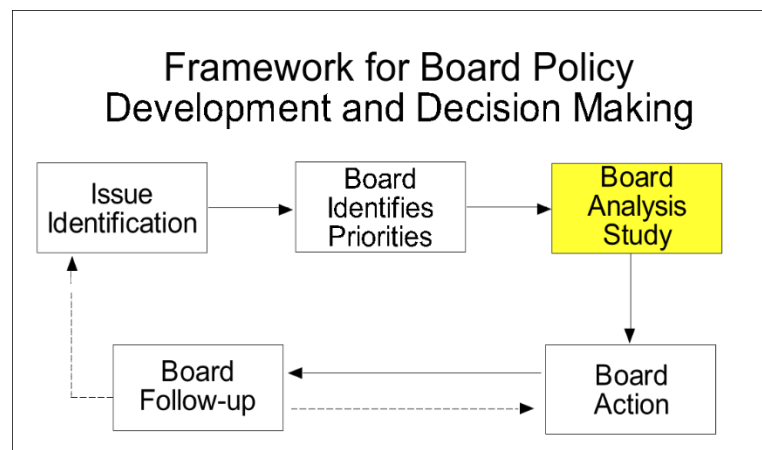 Framework for Board Policy
Development and Decision Making
Issue
Identification
Board
Identifies
Priorities
Board
Analysis
Study
Board
Follow-up
Board
Action